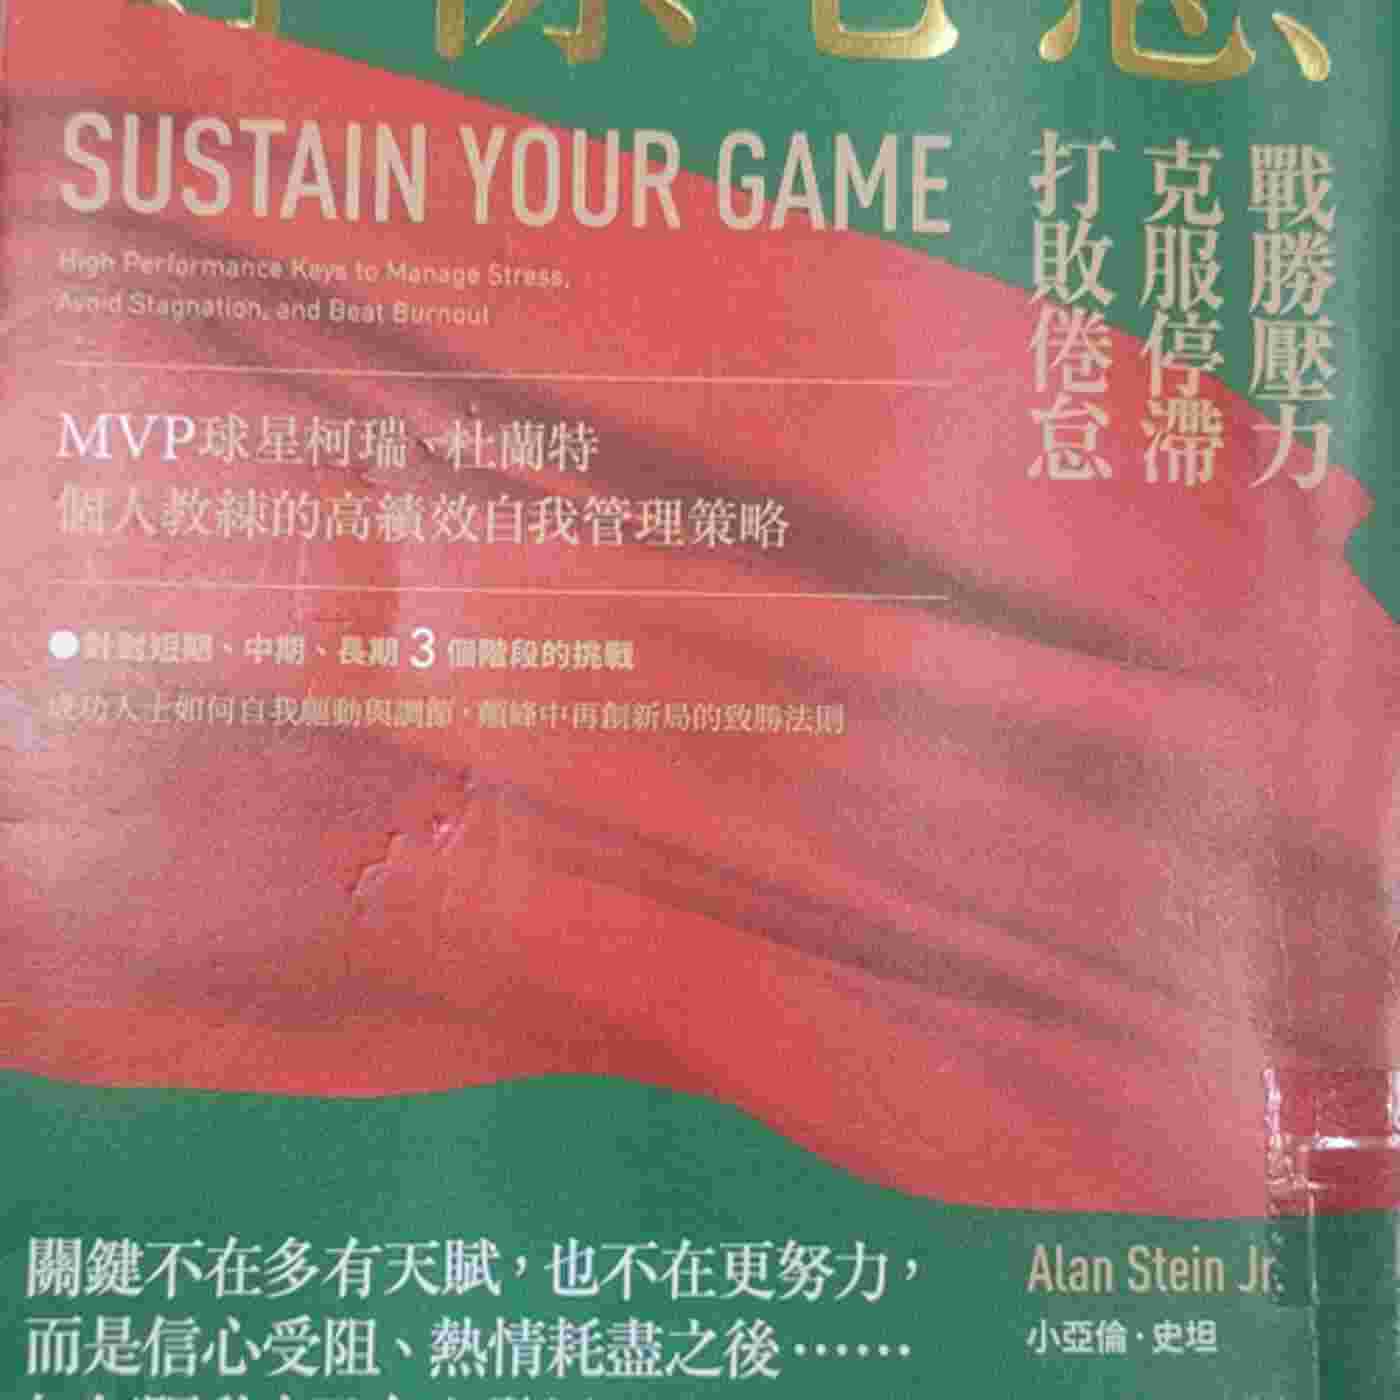 SUSTAIN YOUR GAME
High Performance Keys to Manage Stress,
Avoid Stagnation, and Beat Burnout
戰勝壓力
克服停滯
打敗倦怠
MVP球星柯瑞、杜蘭特
個人教練的高績效自我管理策略
●針對短期、中期、長期3個階段的挑戰
成功人士如何自我驅動與調節,顛峰中再創新局的致勝法則
關鍵不在多有天賦,也不在更努力,
而是信心受阻、熱情耗盡之後……
Alan Stein Jr.
小亞倫·史坦